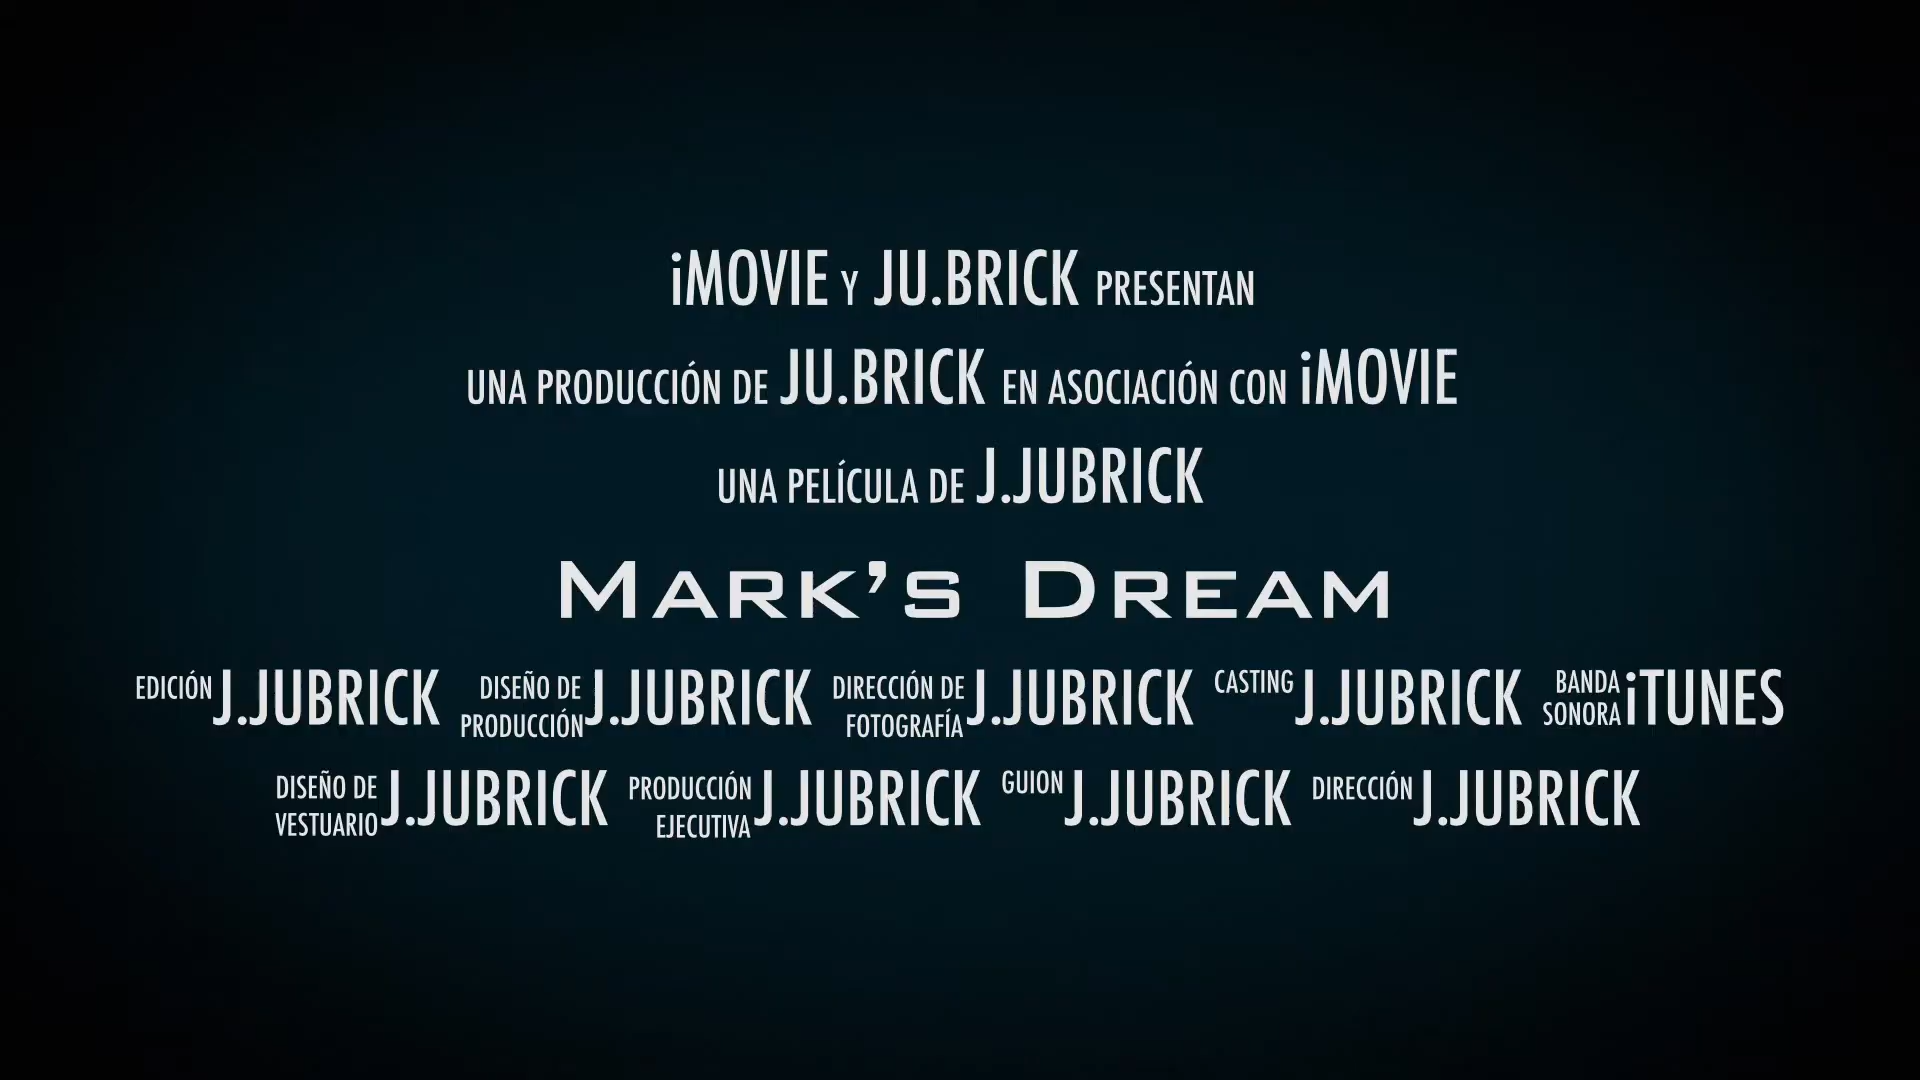 iMOVIE Y JU.BRICK PRESENTAN
UNA PRODUCCIÓN DE JU.BRICK EN ASOCIACIÓN CON iMOVIE
UNA PELÍCULA DE J.JUBRICK
MARK'S DREAM
EDICIÓN J.JUBRICK DISEÑO DE PRODUCCIÓN J.JUBRICK DIRECCIÓN DE FOTOGRAFÍA J.JUBRICK CASTING J.JUBRICK BANDA SONORA iTUNES
DISEÑO DE VESTUARIO J.JUBRICK PRODUCCIÓN EJECUTIVA J.JUBRICK GUION J.JUBRICK DIRECCIÓN J.JUBRICK